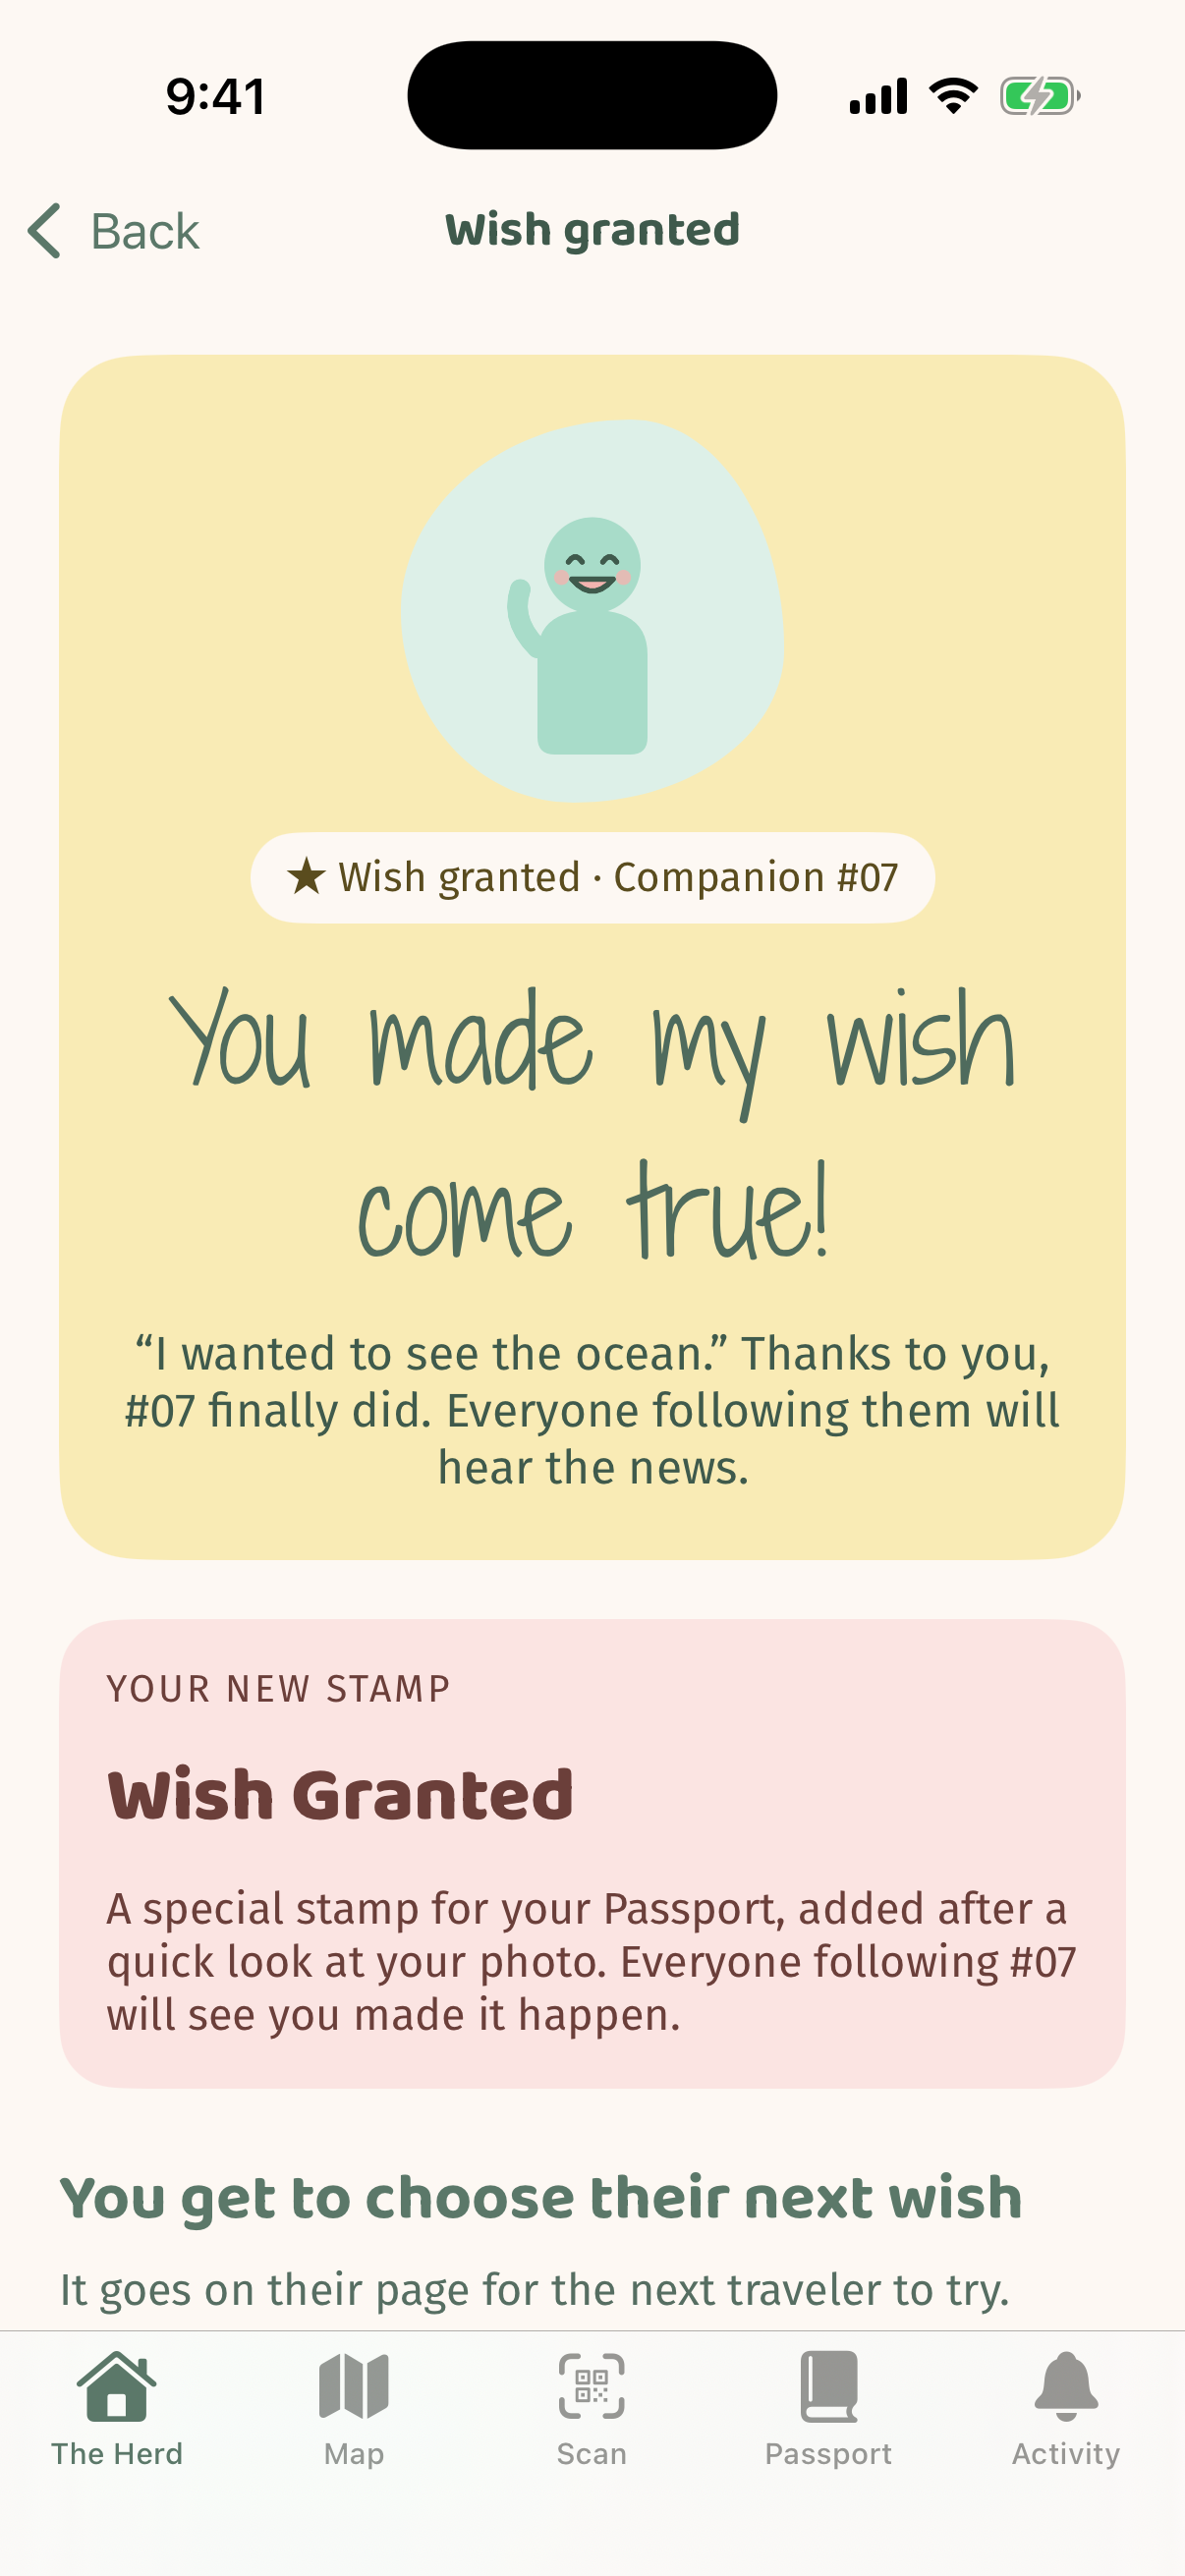 9:41
Back
Wish granted
★ Wish granted · Companion #07
You made my wish
come true!
“I wanted to see the ocean.” Thanks to you,
#07 finally did. Everyone following them will
hear the news.
YOUR NEW STAMP
Wish Granted
A special stamp for your Passport, added after a
quick look at your photo. Everyone following #07
will see you made it happen.
You get to choose their next wish
It goes on their page for the next traveler to try.
The Herd
Map
Scan
Passport
Activity